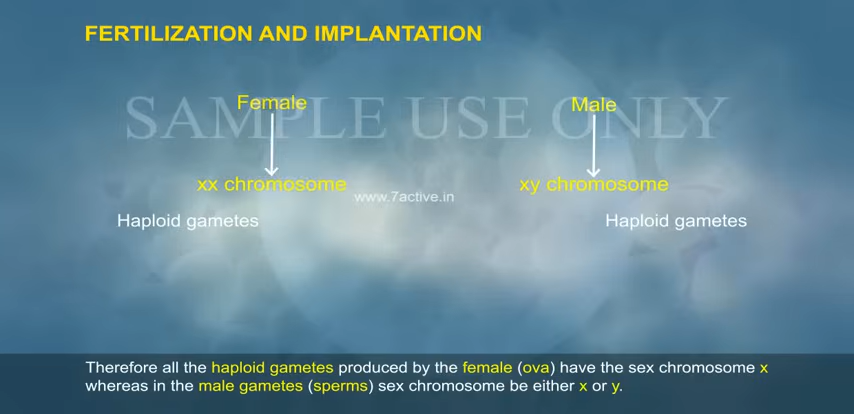 FERTILIZATION AND IMPLANTATION
SAMPLE USE ONLY
Female Male
xx chromosome xy chromosome
www.7active.in
Haploid gametes Haploid gametes
Therefore all the haploid gametes produced by the female (ova) have the sex chromosome x
whereas in the male gametes (sperms) sex chromosome be either x or y.